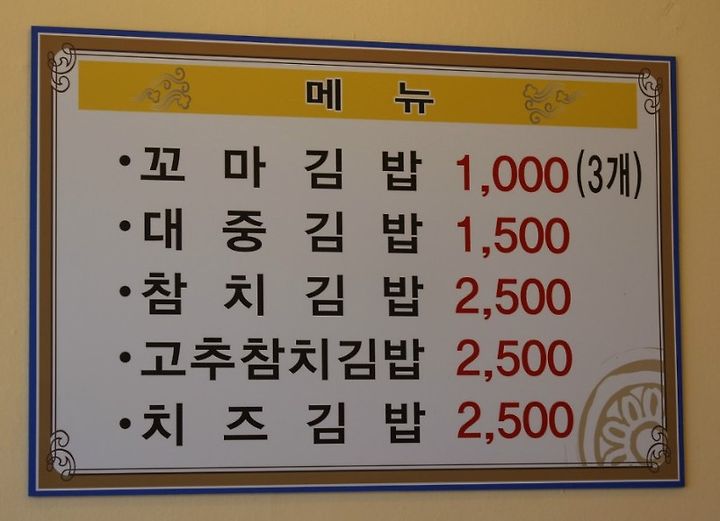 메 뉴
• 꼬 마 김 밥 1,000 (3개)
• 대 중 김 밥 1,500
• 참 치 김 밥 2,500
• 고추참치김밥 2,500
• 치 즈 김 밥 2,500